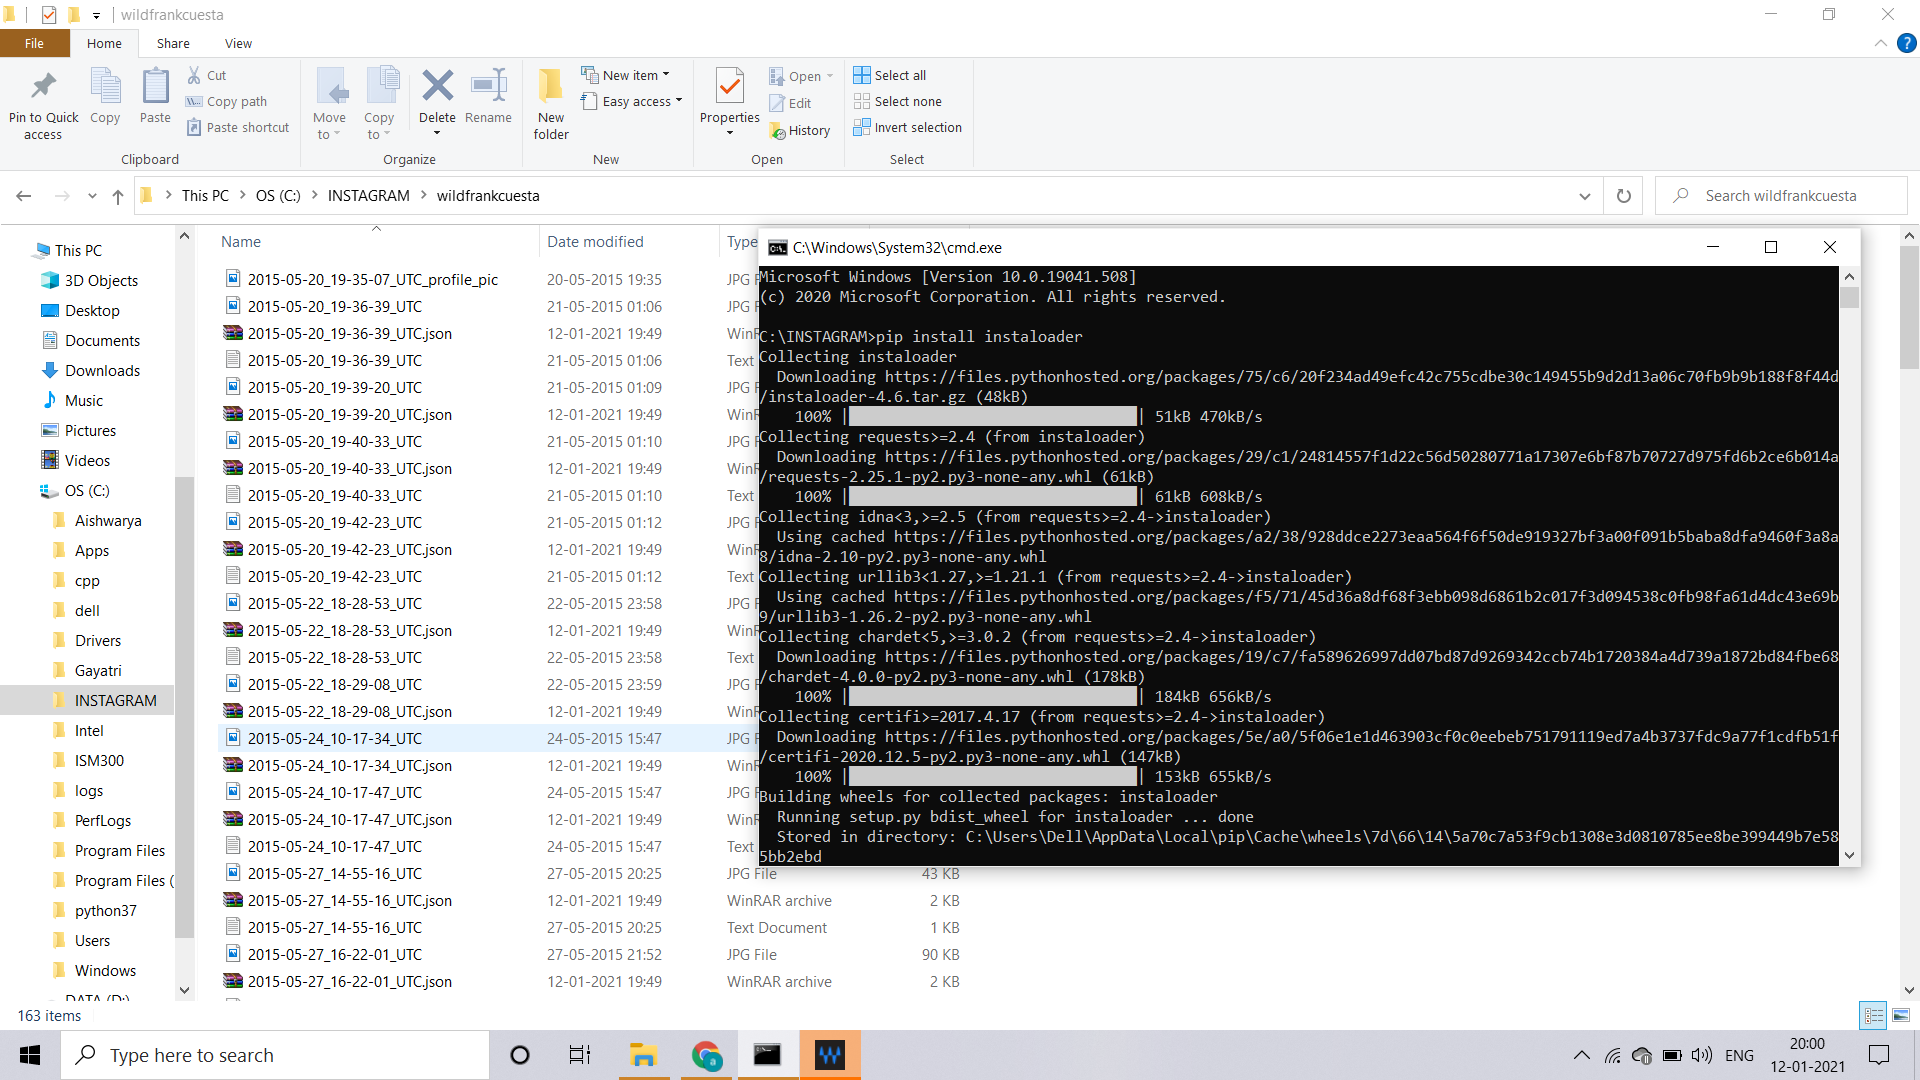 wildfrankcuesta
File
Home
Share
View
Pin to Quick access
Copy
Paste
Cut
Copy path
Paste shortcut
Clipboard
Move to
Copy to
Delete
Rename
Organize
New folder
New item
Easy access
New
Properties
Open
Edit
History
Open
Select all
Select none
Invert selection
Select
This PC
OS (C:)
INSTAGRAM
wildfrankcuesta
Search wildfrankcuesta
This PC
3D Objects
Desktop
Documents
Downloads
Music
Pictures
Videos
OS (C:)
Aishwarya
Apps
cpp
dell
Drivers
Gayatri
INSTAGRAM
Intel
ISM300
logs
PerfLogs
Program Files
Program Files (
python37
Users
Windows
DATA (D:)
Name Date modified Type
2015-05-20_19-35-07_UTC_profile_pic 20-05-2015 19:35 JPG F
2015-05-20_19-36-39_UTC 21-05-2015 01:06 JPG F
2015-05-20_19-36-39_UTC.json 12-01-2021 19:49 WinR
2015-05-20_19-36-39_UTC 21-05-2015 01:06 Text
2015-05-20_19-39-20_UTC 21-05-2015 01:09 JPG F
2015-05-20_19-39-20_UTC.json 12-01-2021 19:49 WinR
2015-05-20_19-40-33_UTC 21-05-2015 01:10 JPG F
2015-05-20_19-40-33_UTC.json 12-01-2021 19:49 WinR
2015-05-20_19-40-33_UTC 21-05-2015 01:10 Text
2015-05-20_19-42-23_UTC 21-05-2015 01:12 JPG F
2015-05-20_19-42-23_UTC.json 12-01-2021 19:49 WinR
2015-05-20_19-42-23_UTC 21-05-2015 01:12 Text
2015-05-22_18-28-53_UTC 22-05-2015 23:58 JPG F
2015-05-22_18-28-53_UTC.json 12-01-2021 19:49 WinR
2015-05-22_18-28-53_UTC 22-05-2015 23:58 Text
2015-05-22_18-29-08_UTC 22-05-2015 23:59 JPG F
2015-05-22_18-29-08_UTC.json 12-01-2021 19:49 WinR
2015-05-24_10-17-34_UTC 24-05-2015 15:47 JPG F
2015-05-24_10-17-34_UTC.json 12-01-2021 19:49 WinR
2015-05-24_10-17-47_UTC 24-05-2015 15:47 JPG F
2015-05-24_10-17-47_UTC.json 12-01-2021 19:49 WinR
2015-05-24_10-17-47_UTC 24-05-2015 15:47 Text
2015-05-27_14-55-16_UTC 27-05-2015 20:25 JPG File 43 KB
2015-05-27_14-55-16_UTC.json 12-01-2021 19:49 WinRAR archive 2 KB
2015-05-27_14-55-16_UTC 27-05-2015 20:25 Text Document 1 KB
2015-05-27_16-22-01_UTC 27-05-2015 21:52 JPG File 90 KB
2015-05-27_16-22-01_UTC.json 12-01-2021 19:49 WinRAR archive 2 KB
C:\Windows\System32\cmd.exe
Microsoft Windows [Version 10.0.19041.508]
(c) 2020 Microsoft Corporation. All rights reserved.
C:\INSTAGRAM>pip install instaloader
Collecting instaloader
Downloading https://files.pythonhosted.org/packages/75/c6/20f234ad49efc42c755cdbe30c149455b9d2d13a06c70fb9b9b188f8f44d
/instaloader-4.6.tar.gz (48kB)
100% | | 51kB 470kB/s
Collecting requests>=2.4 (from instaloader)
Downloading https://files.pythonhosted.org/packages/29/c1/24814557f1d22c56d50280771a17307e6bf87b70727d975fd6b2ce6b014a
/requests-2.25.1-py2.py3-none-any.whl (61kB)
100% | | 61kB 608kB/s
Collecting idna<3,>=2.5 (from requests>=2.4->instaloader)
Using cached https://files.pythonhosted.org/packages/a2/38/928ddce2273eaa564f6f50de919327bf3a00f091b5baba8dfa9460f3a8a
8/idna-2.10-py2.py3-none-any.whl
Collecting urllib3<1.27,>=1.21.1 (from requests>=2.4->instaloader)
Using cached https://files.pythonhosted.org/packages/f5/71/45d36a8df68f3ebb098d6861b2c017f3d094538c0fb98fa61d4dc43e69b
9/urllib3-1.26.2-py2.py3-none-any.whl
Collecting chardet<5,>=3.0.2 (from requests>=2.4->instaloader)
Downloading https://files.pythonhosted.org/packages/19/c7/fa589626997dd07bd87d9269342ccb74b1720384a4d739a1872bd84fbe68
/chardet-4.0.0-py2.py3-none-any.whl (178kB)
100% | | 184kB 656kB/s
Collecting certifi>=2017.4.17 (from requests>=2.4->instaloader)
Downloading https://files.pythonhosted.org/packages/5e/a0/5f06e1e1d463903cf0c0eebeb751791119ed7a4b3737fdc9a77f1cdfb51f
/certifi-2020.12.5-py2.py3-none-any.whl (147kB)
100% | | 153kB 655kB/s
Building wheels for collected packages: instaloader
Running setup.py bdist_wheel for instaloader ... done
Stored in directory: C:\Users\Dell\AppData\Local\pip\Cache\wheels\7d\66\14\5a70c7a53f9cb1308e3d0810785ee8be399449b7e58
5bb2ebd
163 items
Type here to search
ENG
20:00
12-01-2021